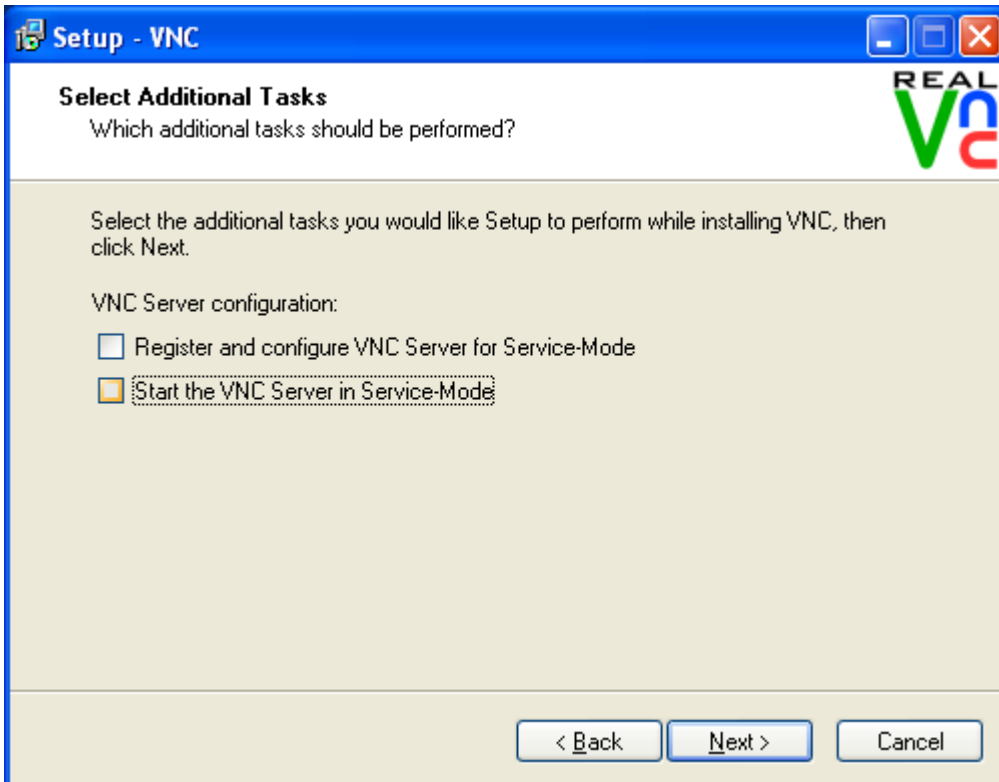 Setup - VNC
Select Additional Tasks
Which additional tasks should be performed?
REAL
Vnc
Select the additional tasks you would like Setup to perform while installing VNC, then
click Next.
VNC Server configuration:
Register and configure VNC Server for Service-Mode
Start the VNC Server in Service-Mode
< Back
Next >
Cancel